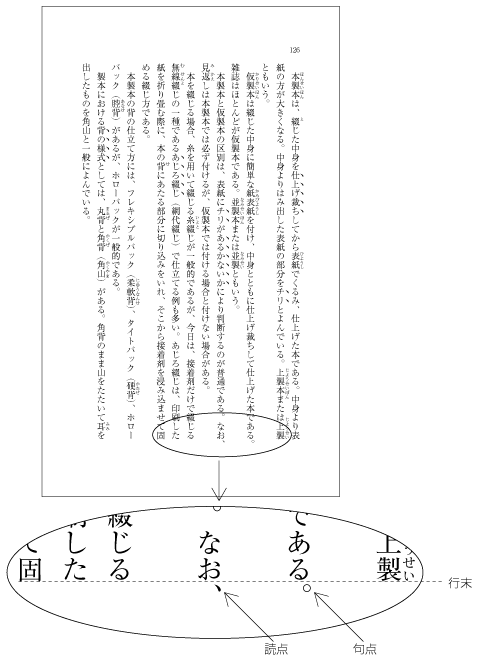 126
本製本は、綴じた中身を仕上げ裁ちしてから表紙でくるみ、仕上げた本である。中身より表
紙の方が大きくなる。中身よりはみ出した表紙の部分をチリとよんでいる。上製本または上製
ともいう。
仮製本は綴じた中身に簡単な紙表紙を付け、中身とともに仕上げ裁ちして仕上げた本である。
雑誌はほとんどが仮製本である。並製本または並製ともいう。
本製本と仮製本の区別は、表紙にチリがあるかないかにより判断するのが普通である。なお、
見返しは本製本では必ず付けるが、仮製本では付ける場合と付けない場合がある。
本を綴じる場合、糸を用いて綴じる糸綴じが一般的であるが、今日は、接着剤だけで綴じる
無線綴じの一種であるあじろ綴じ（網代綴じ）で仕立てる例も多い。あじろ綴じは、印刷した
紙を折り畳む際に、本の背にあたる部分に切り込みをいれ、そこから接着剤を浸み込ませて固
める綴じ方である。
本製本の背の仕立て方には、フレキシブルバック（柔軟背）、タイトバック（硬背）、ホロー
バック（腔背）があるが、ホローバックが一般的である。
製本における背の様式としては、丸背と角背（角山）がある。角背のまま山をたたいて耳を
出したものを角山と一般によんでいる。
上製
せい
である。
。なお、
綴じる
した
て固
行末
読点
句点